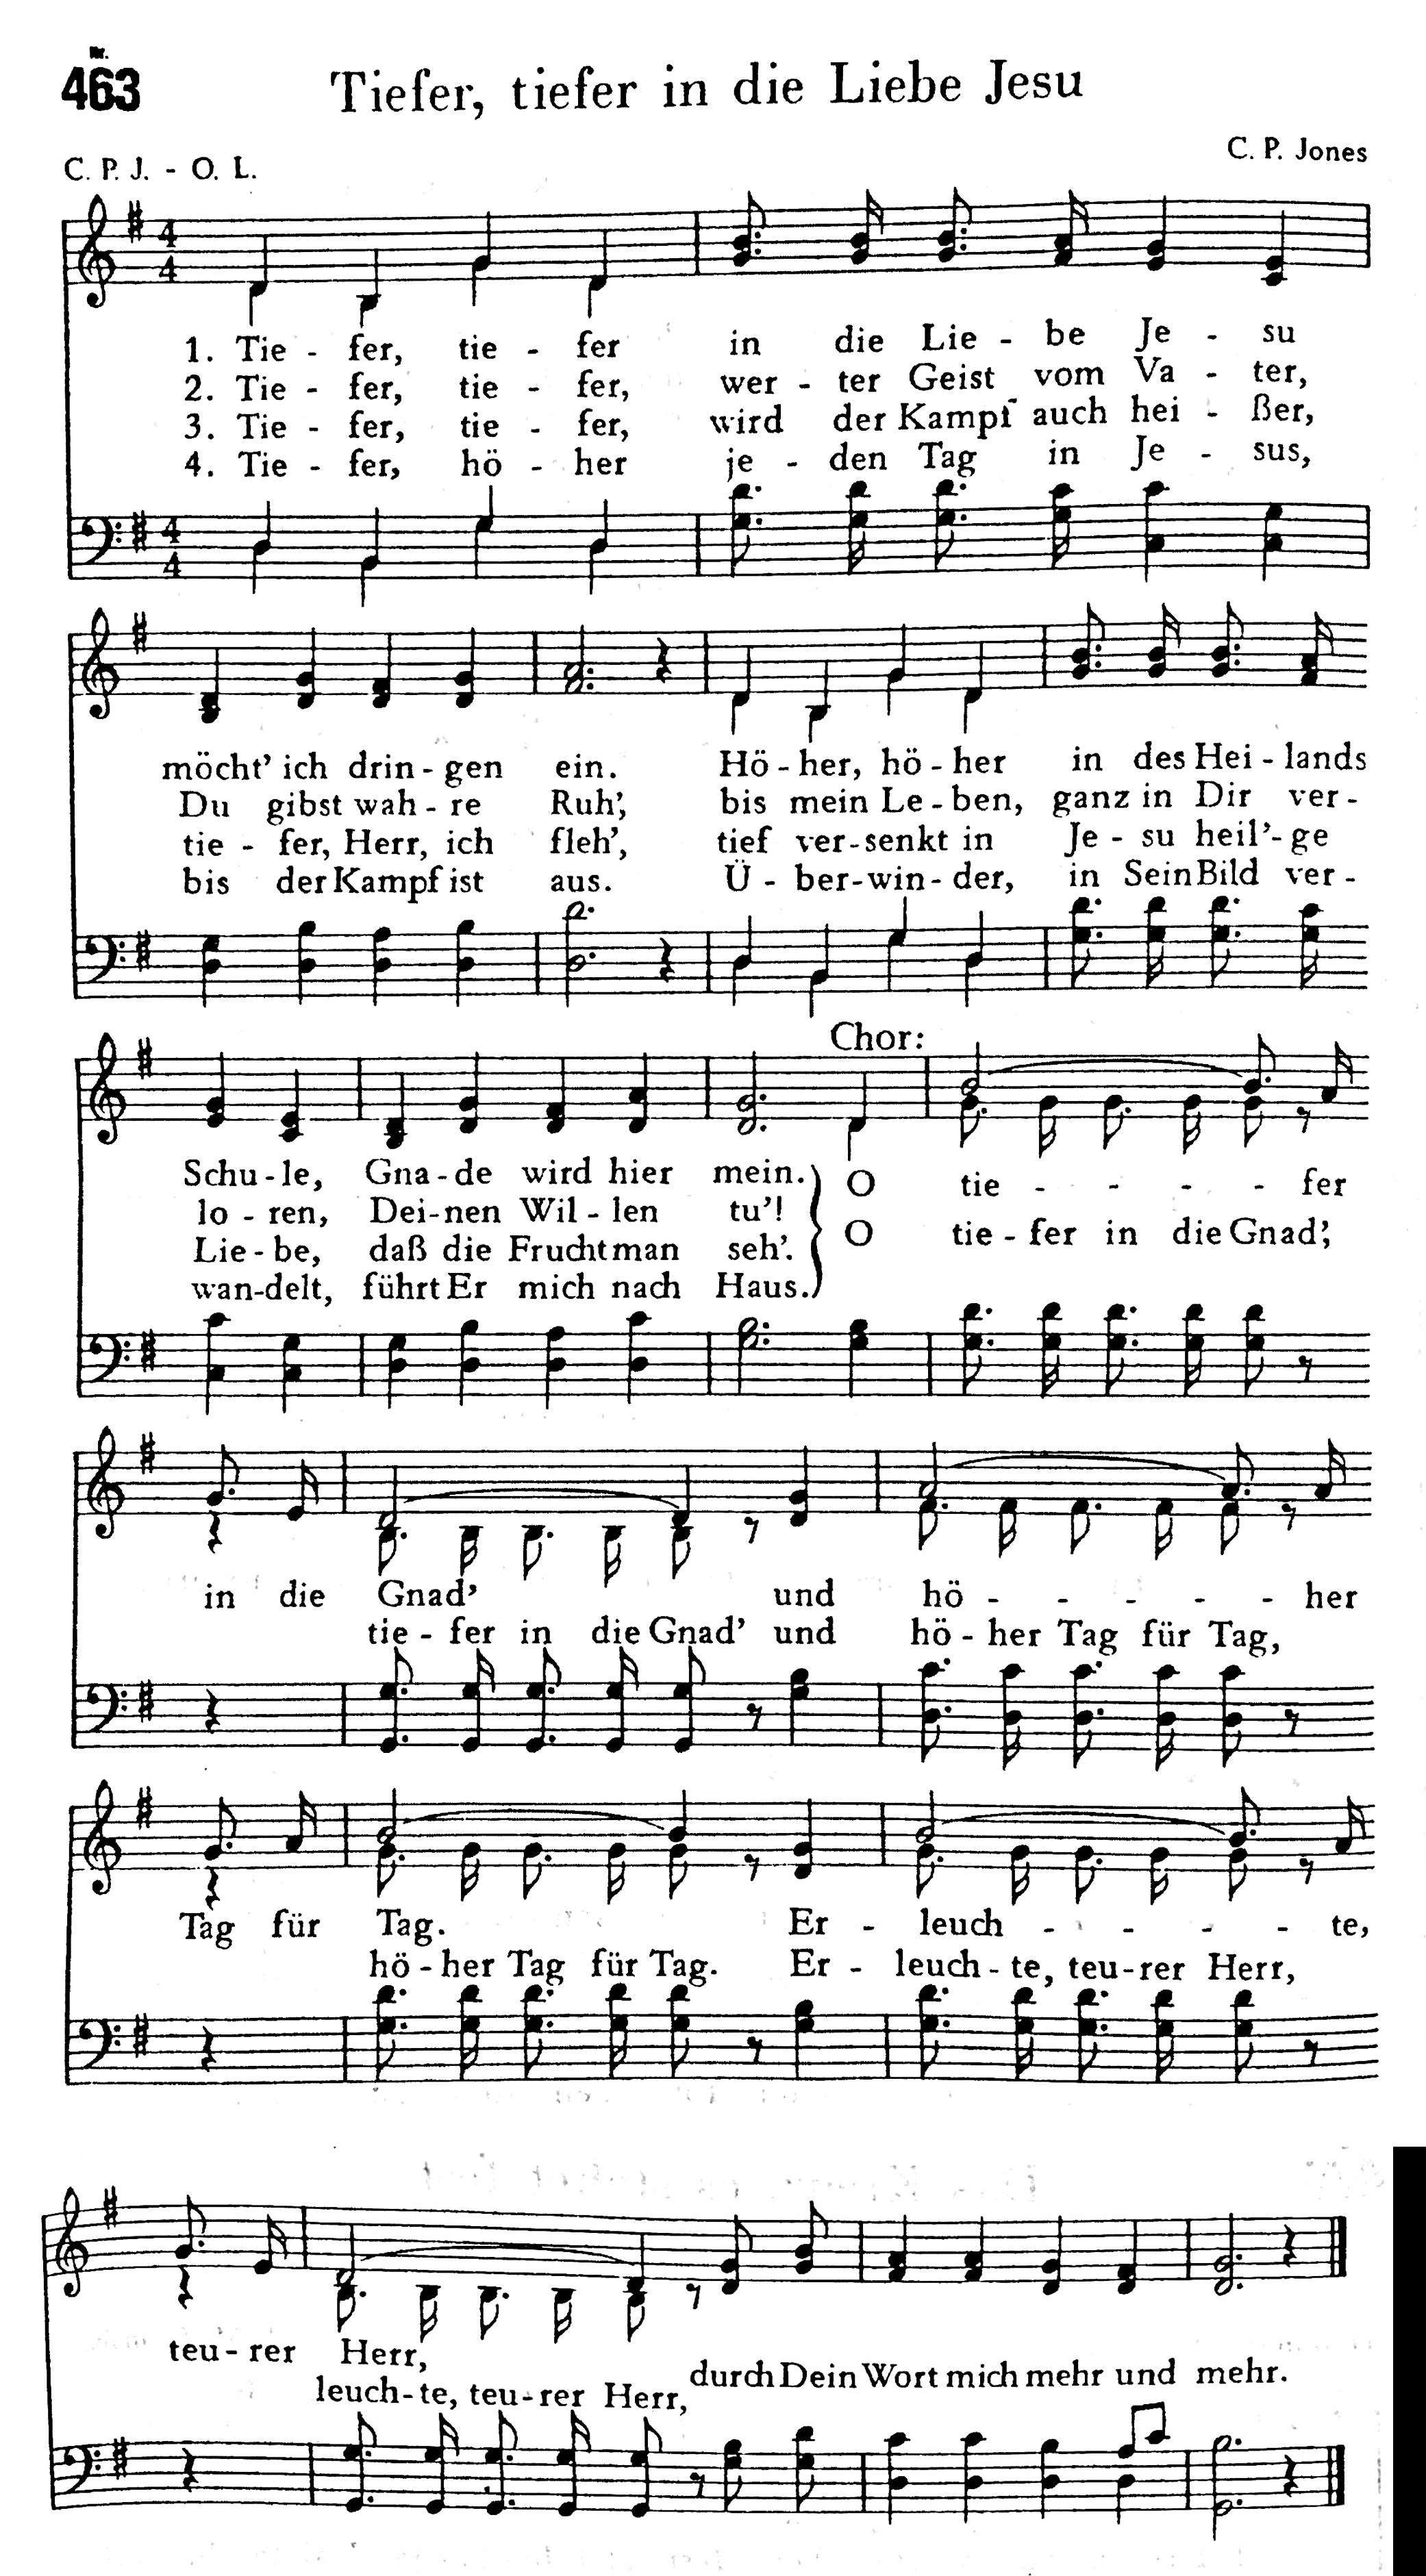 Nr.
463
Tiefer, tiefer in die Liebe Jesu
C. P. J. - O. L.
C. P. Jones
4
4
1. Tie - fer, tie - fer in die Lie - be Je - su
2. Tie - fer, tie - fer, wer - ter Geist vom Va - ter,
3. Tie - fer, tie - fer, wird der Kampf auch hei - ßer,
4. Tie - fer, hö - her je - den Tag in Je - sus,
4
4
möcht' ich drin - gen ein. Hö - her, hö - her in des Hei - lands
Du gibst wah - re Ruh', bis mein Le - ben, ganz in Dir ver -
tie - fer, Herr, ich fleh', tief ver - senkt in Je - su heil'- ge
bis der Kampf ist aus. Ü - ber - win - der, in Sein Bild ver -
Chor:
Schu - le, Gna - de wird hier mein. O tie - - - - fer
lo - ren, Dei - nen Wil - len tu'! O tie - fer in die Gnad',
Lie - be, daß die Frucht man seh'.
wan - delt, führt Er mich nach Haus.
in die Gnad' und hö - - - - - her
tie - fer in die Gnad' und hö - her Tag für Tag,
Tag für Tag. Er - leuch - - - - - te,
hö - her Tag für Tag. Er - leuch - te, teu - rer Herr,
teu - rer Herr,
leuch - te, teu - rer Herr, durch Dein Wort mich mehr und mehr.